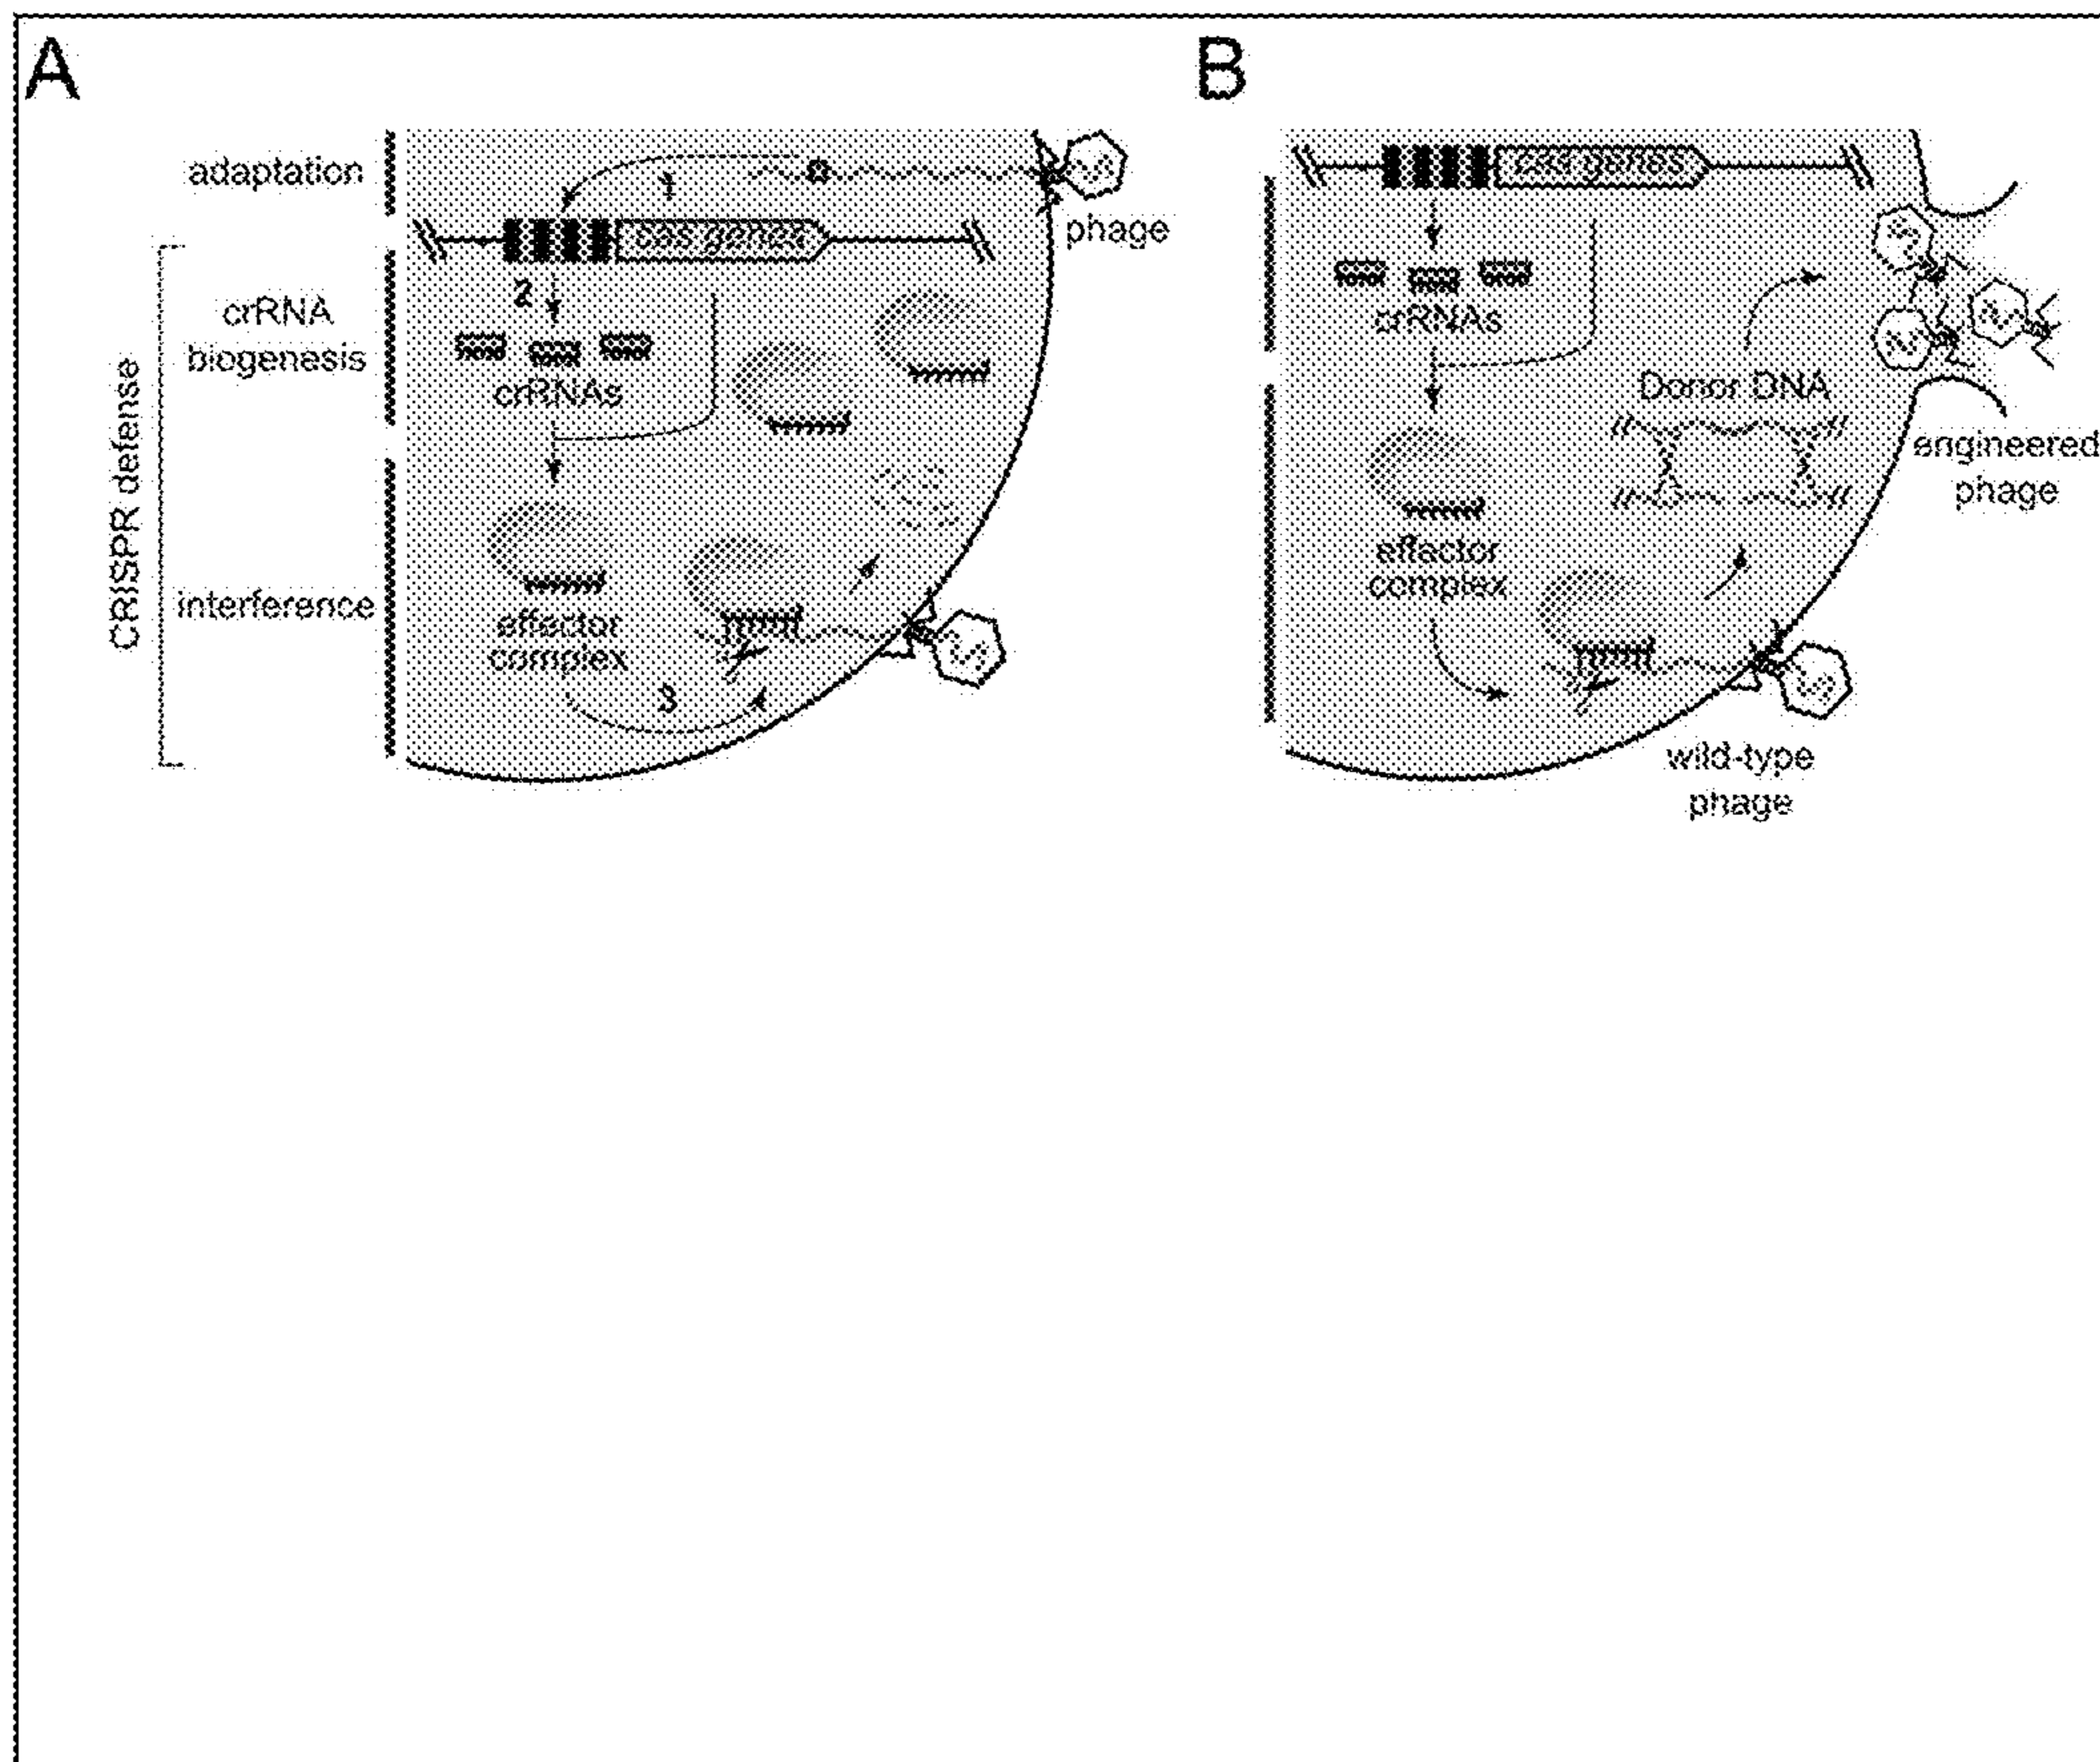 A
adaptation
1
phage
cas genes
2
crRNA
biogenesis
crRNAs
CRISPR defense
interference
effector
complex
3
B
cas genes
crRNAs
Donor DNA
engineered
phage
effector
complex
wild-type
phage